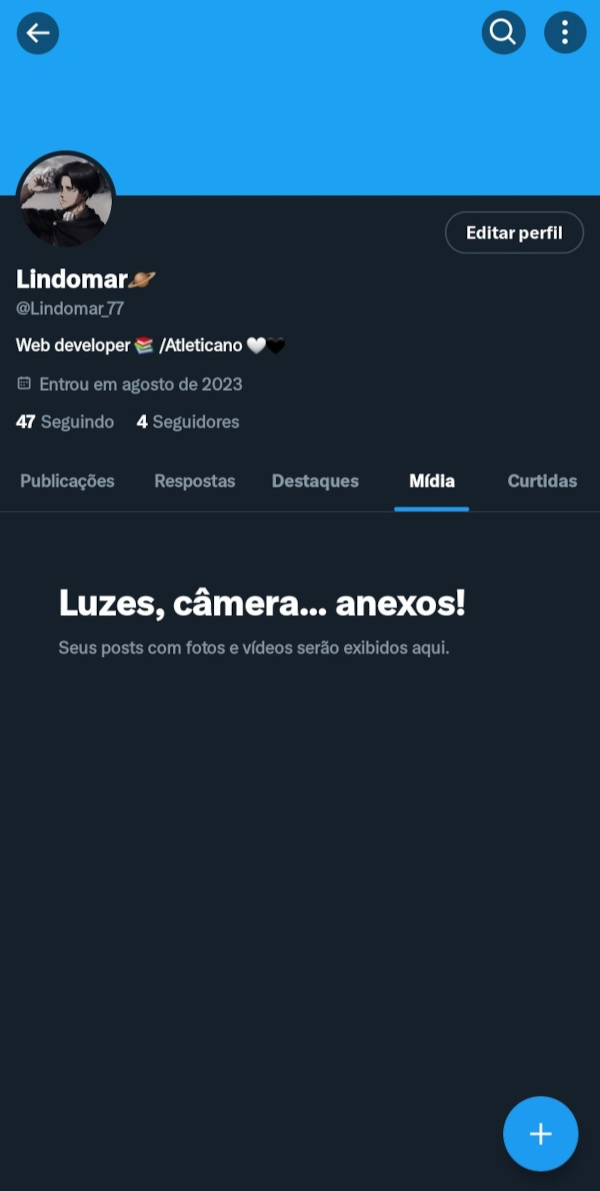 Editar perfil
Lindomar🪐
@Lindomar_77
Web developer 📚 /Atleticano 🤍🖤
Entrou em agosto de 2023
47 Seguindo 4 Seguidores
Publicações Respostas Destaques Mídia Curtidas
Luzes, câmera... anexos!
Seus posts com fotos e vídeos serão exibidos aqui.